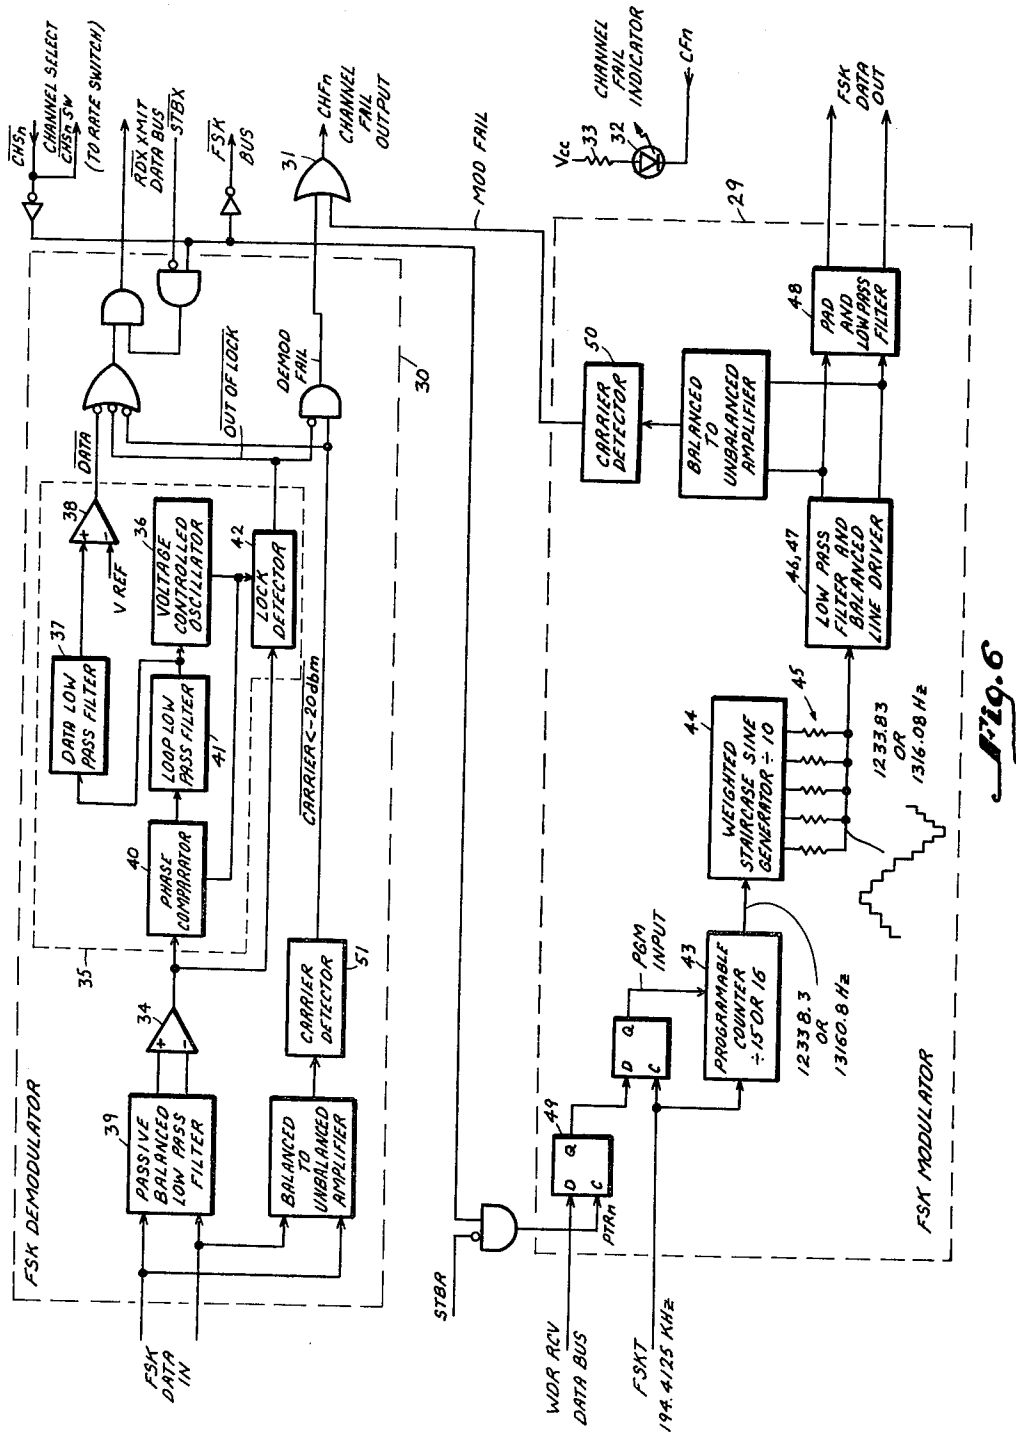 FSK DEMODULATOR
FSK
DATA
IN
39
PASSIVE
BALANCED
LOW PASS
FILTER
BALANCED
TO
UNBALANCED
AMPLIFIER
34
+
-
35
CARRIER
DETECTOR
51
40
PHASE
COMPARATOR
LOOP LOW
PASS FILTER
41'
DATA LOW
PASS FILTER
37
VOLTAGE
CONTROLLED
OSCILLATOR
36
LOCK
DETECTOR
42
38
+
-
V REF
DATA
CARRIER<-20dbm
OUT OF LOCK
DEMOD
FAIL
30
CHSn
CHANNEL SELECT
CHSn SW
(TO RATE SWITCH)
RDX XMIT
DATA BUS
STBX
FSK
BUS
31
CHFn
CHANNEL
FAIL
OUTPUT
MOD FAIL
Vcc
33
32
CHANNEL
FAIL
INDICATOR
CFn
STBR
WDR RCV
DATA BUS
FSKT
194.4125 KHz
PTRn
49
D Q
C
D Q
C
PGM
INPUT
43
PROGRAMABLE
COUNTER
÷15 OR 16
12338.3
OR
13160.8 Hz
44
WEIGHTED
STAIRCASE SINE
GENERATOR ÷10
45
1233.83
OR
1316.08 Hz
46,47
LOW PASS
FILTER AND
BALANCED
LINE DRIVER
50
CARRIER
DETECTOR
BALANCED
TO
UNBALANCED
AMPLIFIER
48
PAD
AND
LOW PASS
FILTER
29
FSK
DATA
OUT
FSK MODULATOR
Fig.6